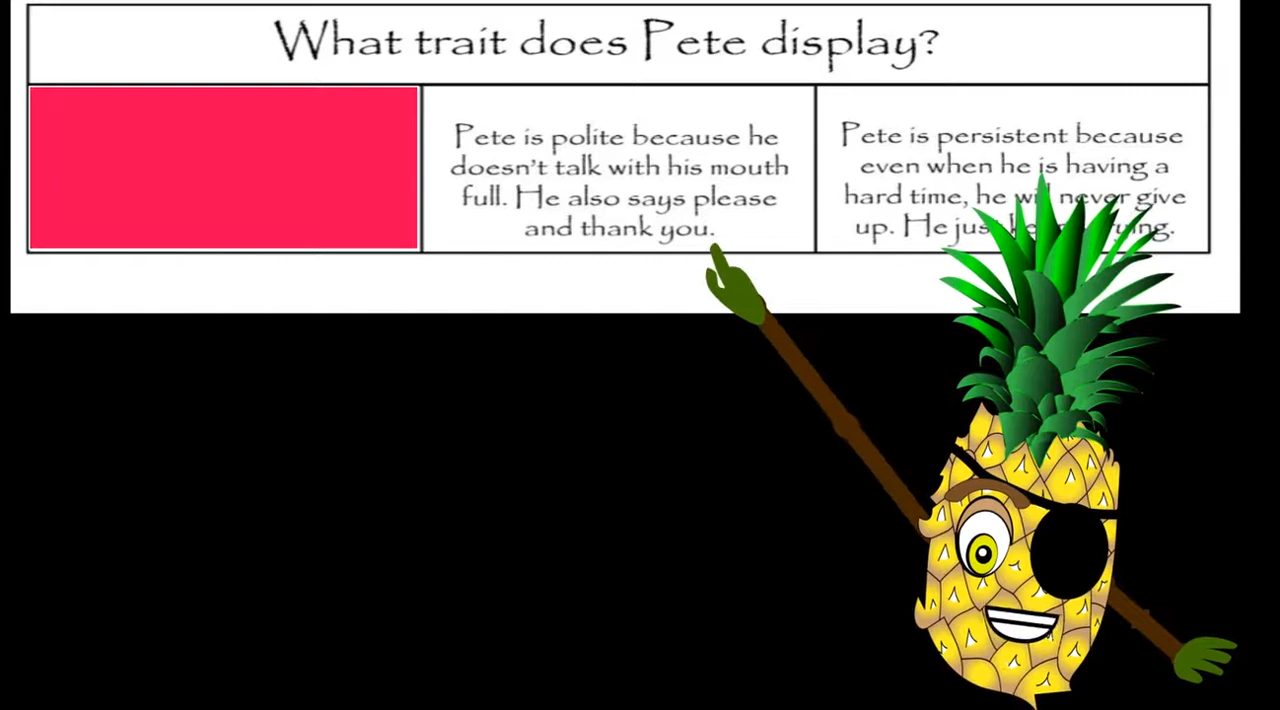 What trait does Pete display?
Pete is polite because he
doesn't talk with his mouth
full. He also says please
and thank you.
Pete is persistent because
even when he is having a
hard time, he will never give
up. He just